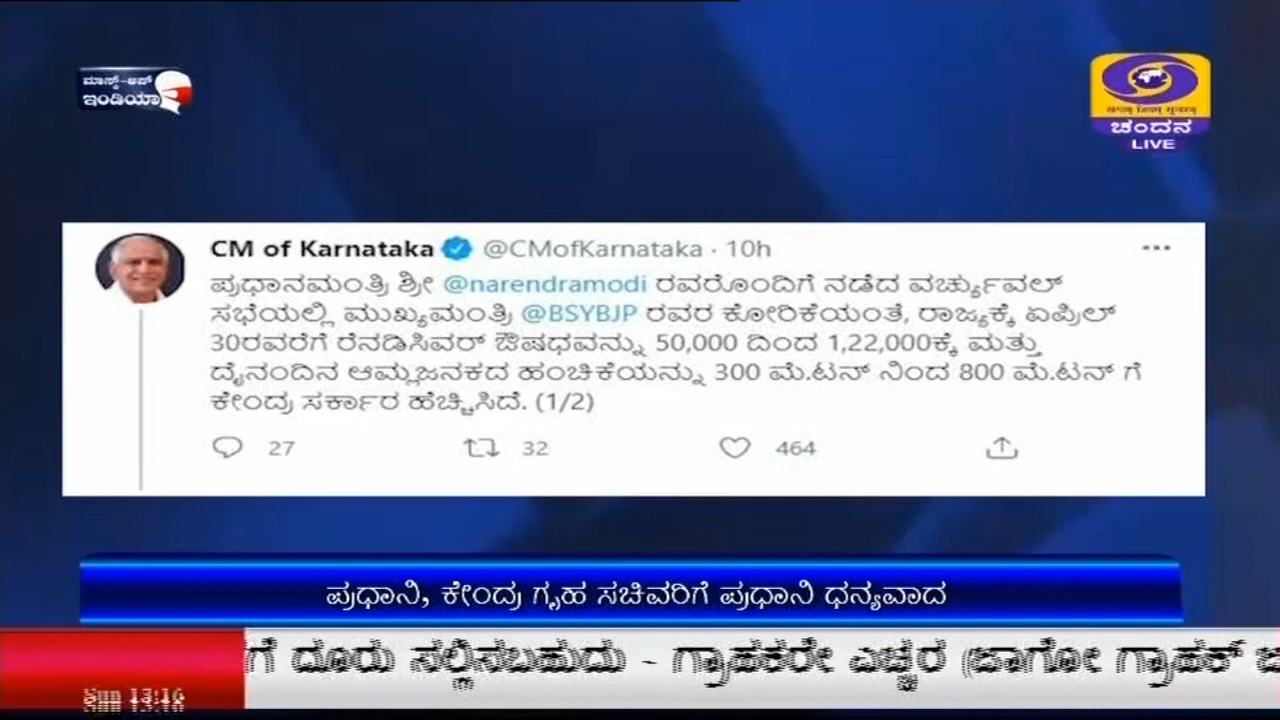 ಮಾಸ್ಕ್-ಅಪ್
ಇಂಡಿಯಾ
ಚಂದನ
LIVE
CM of Karnataka @CMofKarnataka · 10h
ಪ್ರಧಾನಮಂತ್ರಿ ಶ್ರೀ @narendramodi ರವರೊಂದಿಗೆ ನಡೆದ ವರ್ಚ್ಯುವಲ್
ಸಭೆಯಲ್ಲಿ ಮುಖ್ಯಮಂತ್ರಿ @BSYBJP ರವರ ಕೋರಿಕೆಯಂತೆ, ರಾಜ್ಯಕ್ಕೆ ಏಪ್ರಿಲ್
30ರವರೆಗೆ ರೆನಡಿಸಿವರ್ ಔಷಧವನ್ನು 50,000 ದಿಂದ 1,22,000ಕ್ಕೆ ಮತ್ತು
ದೈನಂದಿನ ಆಮ್ಲಜನಕದ ಹಂಚಿಕೆಯನ್ನು 300 ಮೆ.ಟನ್ ನಿಂದ 800 ಮೆ.ಟನ್ ಗೆ
ಕೇಂದ್ರ ಸರ್ಕಾರ ಹೆಚ್ಚಿಸಿದೆ. (1/2)
27 32 464
ಪ್ರಧಾನಿ, ಕೇಂದ್ರ ಗೃಹ ಸಚಿವರಿಗೆ ಪ್ರಧಾನಿ ಧನ್ಯವಾದ
ಗೆ ದೂರು ಸಲ್ಲಿಸಬಹುದು - ಗ್ರಾಹಕರೇ ಎಚ್ಚರ (ಜಾಗೋ ಗ್ರಾಹಕ್
Sun 13:16